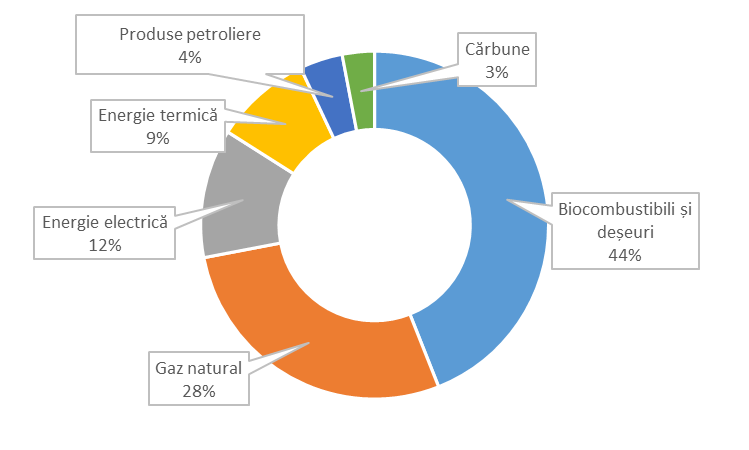 Produse petroliere
4%
Cărbune
3%
Energie termică
9%
Biocombustibili și
deșeuri
44%
Energie electrică
12%
Gaz natural
28%